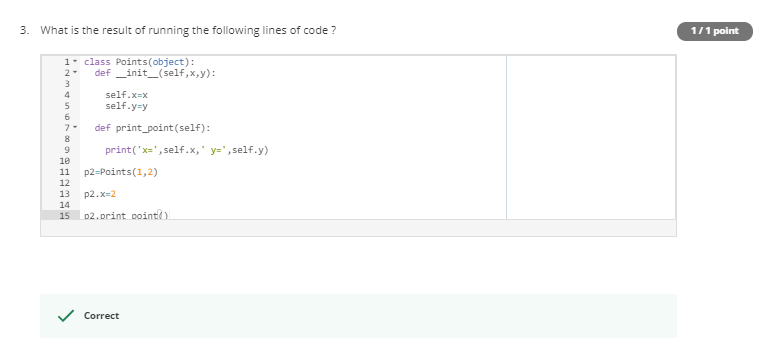 3. What is the result of running the following lines of code ?
1/1 point
1 class Points(object):
2 def __init__(self,x,y):
3
4 self.x=x
5 self.y=y
6
7 def print_point(self):
8
9 print('x=',self.x,' y=',self.y)
10
11 p2=Points(1,2)
12
13 p2.x=2
14
15 p2.print_point()
Correct